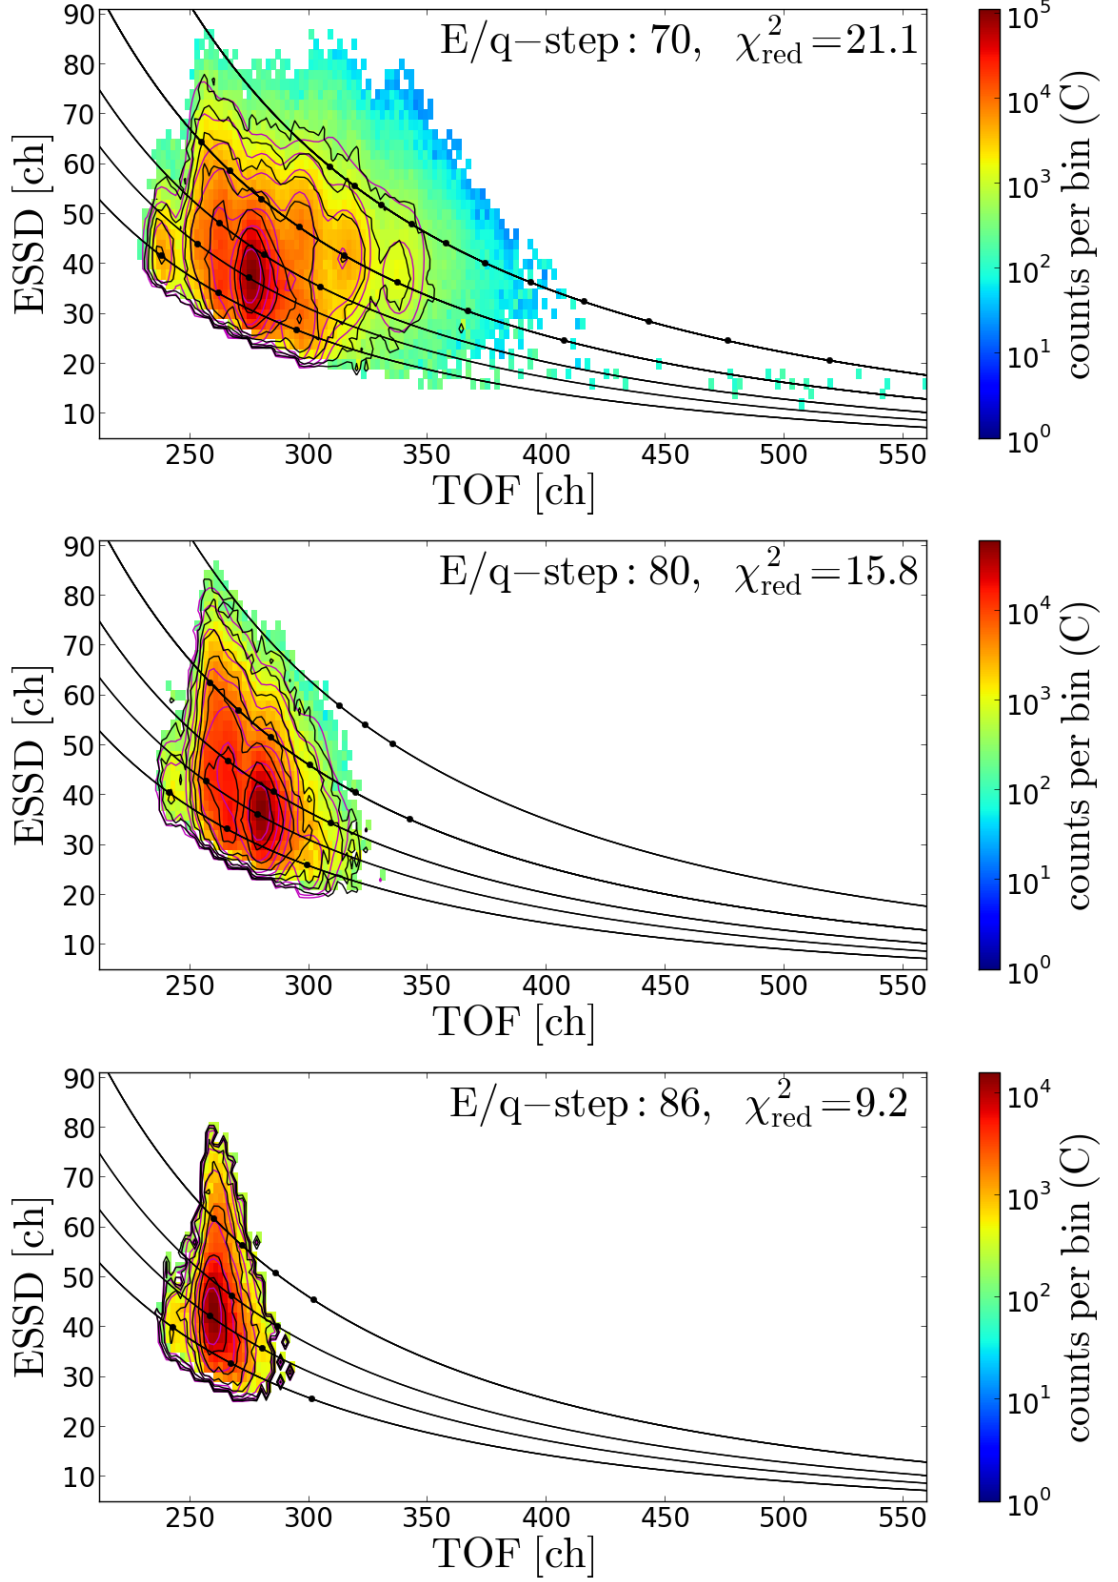 E/q−step: 70, χ²red=21.1
90
80
70
60
50
40
30
20
10
ESSD [ch]
250 300 350 400 450 500 550
TOF [ch]
10⁵
10⁴
10³
10²
10¹
10⁰
counts per bin (C)
E/q−step: 80, χ²red=15.8
90
80
70
60
50
40
30
20
10
ESSD [ch]
250 300 350 400 450 500 550
TOF [ch]
10⁴
10³
10²
10¹
10⁰
counts per bin (C)
E/q−step: 86, χ²red=9.2
90
80
70
60
50
40
30
20
10
ESSD [ch]
250 300 350 400 450 500 550
TOF [ch]
10⁴
10³
10²
10¹
10⁰
counts per bin (C)